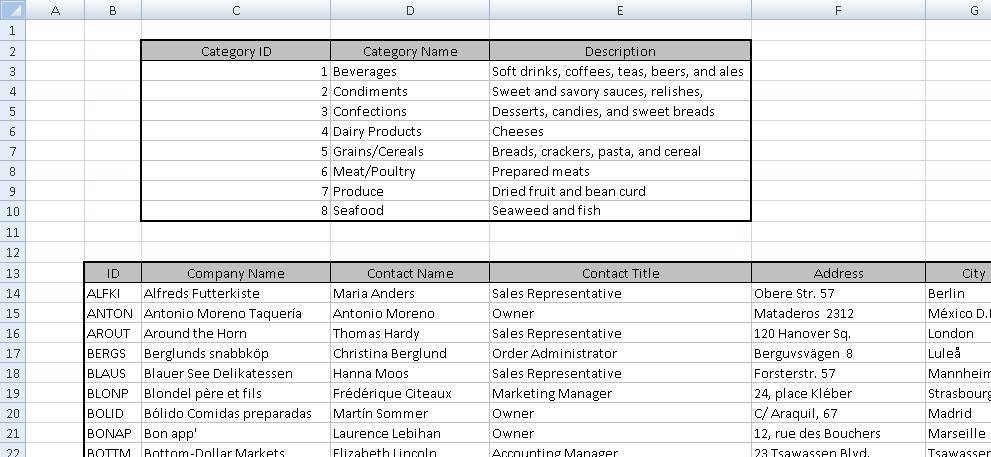 A B C D E F G
1
2 Category ID Category Name Description
3 1 Beverages Soft drinks, coffees, teas, beers, and ales
4 2 Condiments Sweet and savory sauces, relishes,
5 3 Confections Desserts, candies, and sweet breads
6 4 Dairy Products Cheeses
7 5 Grains/Cereals Breads, crackers, pasta, and cereal
8 6 Meat/Poultry Prepared meats
9 7 Produce Dried fruit and bean curd
10 8 Seafood Seaweed and fish
11
12
13 ID Company Name Contact Name Contact Title Address City
14 ALFKI Alfreds Futterkiste Maria Anders Sales Representative Obere Str. 57 Berlin
15 ANTON Antonio Moreno Taquería Antonio Moreno Owner Mataderos 2312 México D.
16 AROUT Around the Horn Thomas Hardy Sales Representative 120 Hanover Sq. London
17 BERGS Berglunds snabbköp Christina Berglund Order Administrator Berguvsvägen 8 Luleå
18 BLAUS Blauer See Delikatessen Hanna Moos Sales Representative Forsterstr. 57 Mannheim
19 BLONP Blondel père et fils Frédérique Citeaux Marketing Manager 24, place Kléber Strasbourg
20 BOLID Bólido Comidas preparadas Martín Sommer Owner C/ Araquil, 67 Madrid
21 BONAP Bon app' Laurence Lebihan Owner 12, rue des Bouchers Marseille
22 BOTTM Bottom-Dollar Markets Elizabeth Lincoln Accounting Manager 23 Tsawassen Blvd. Tsawassen